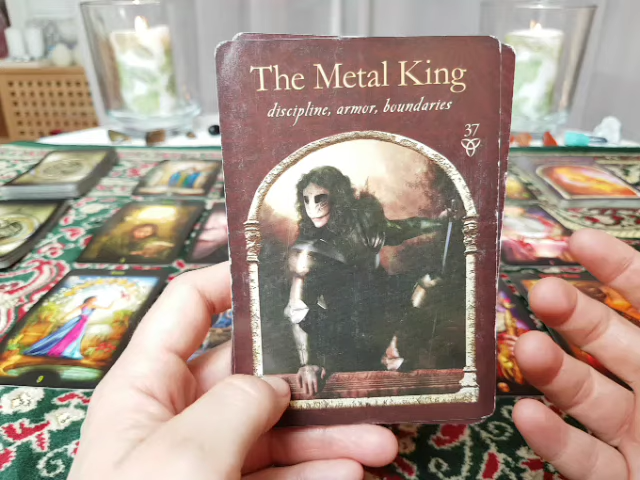 The Metal King
discipline, armor, boundaries
37